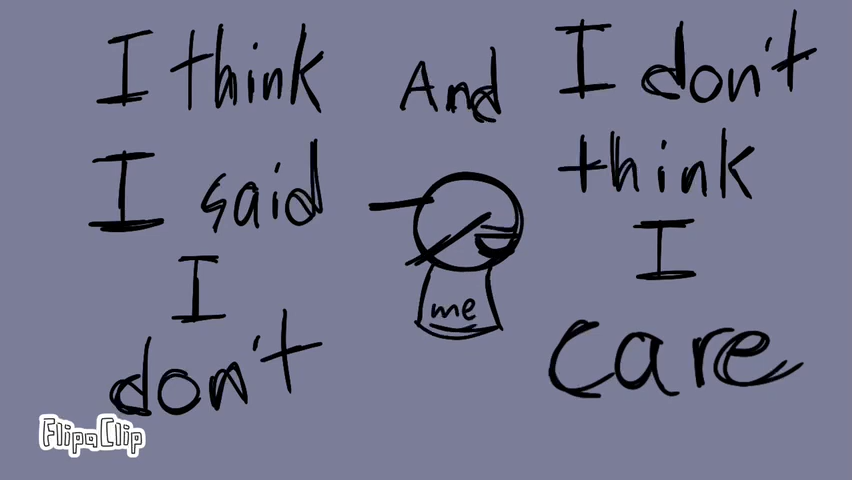 I think
I said
I
don't
And
me
I don't
think
I
care
FlipaClip